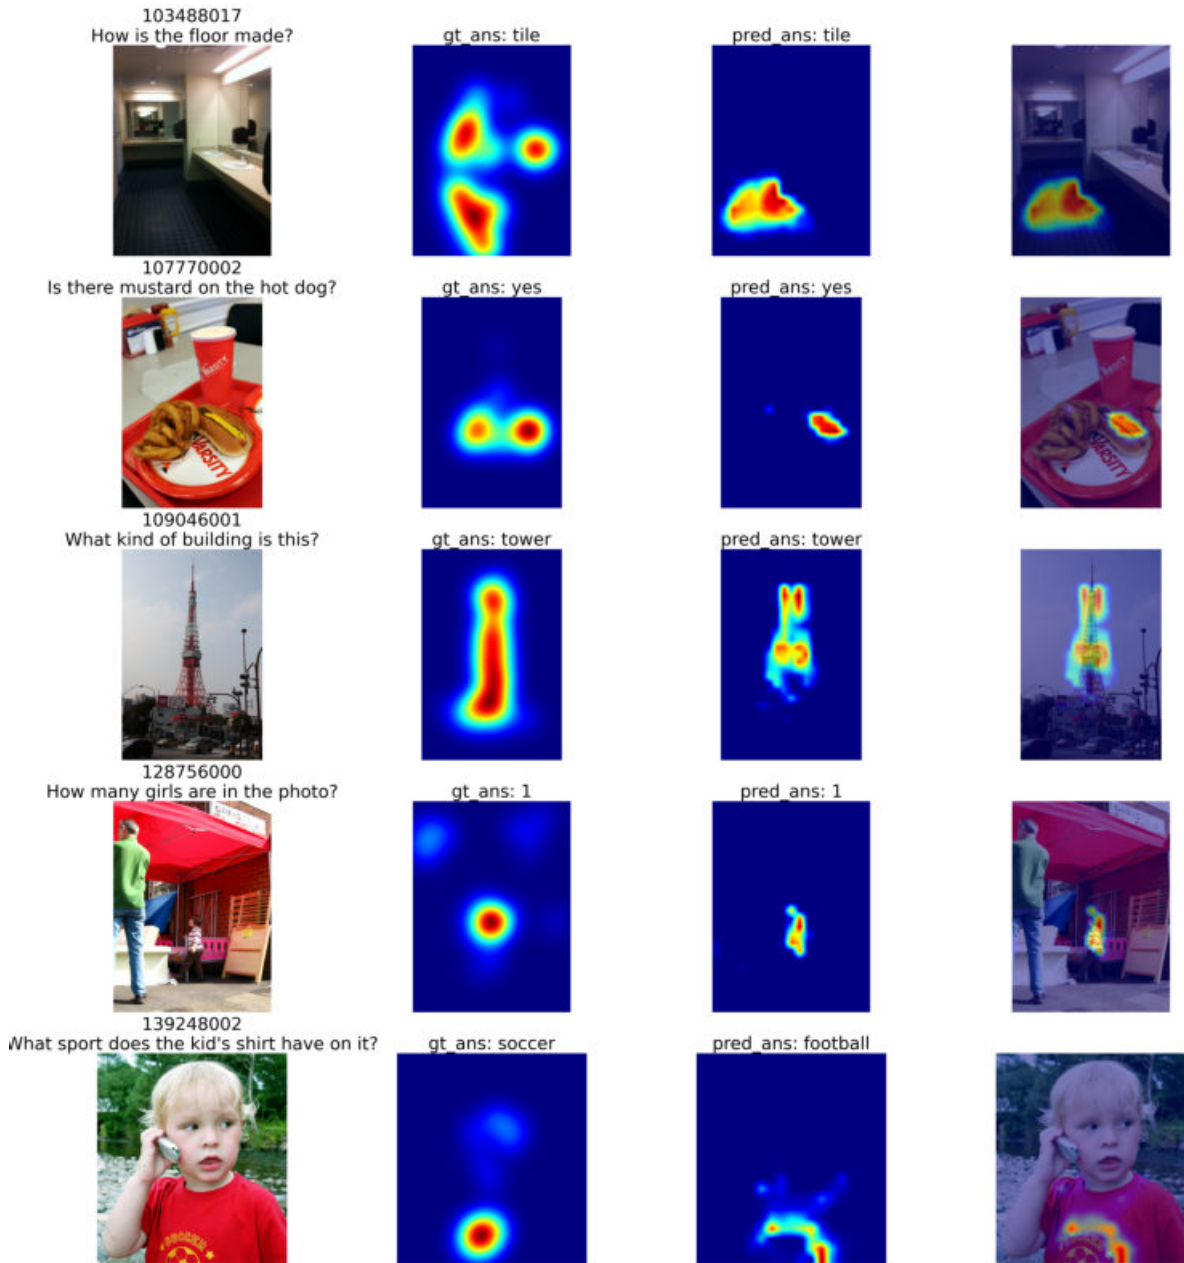 103488017
How is the floor made?
gt_ans: tile
pred_ans: tile
107770002
Is there mustard on the hot dog?
gt_ans: yes
pred_ans: yes
VARSITY
109046001
What kind of building is this?
gt_ans: tower
pred_ans: tower
128756000
How many girls are in the photo?
gt_ans: 1
pred_ans: 1
139248002
What sport does the kid's shirt have on it?
gt_ans: soccer
pred_ans: football
SOCCER